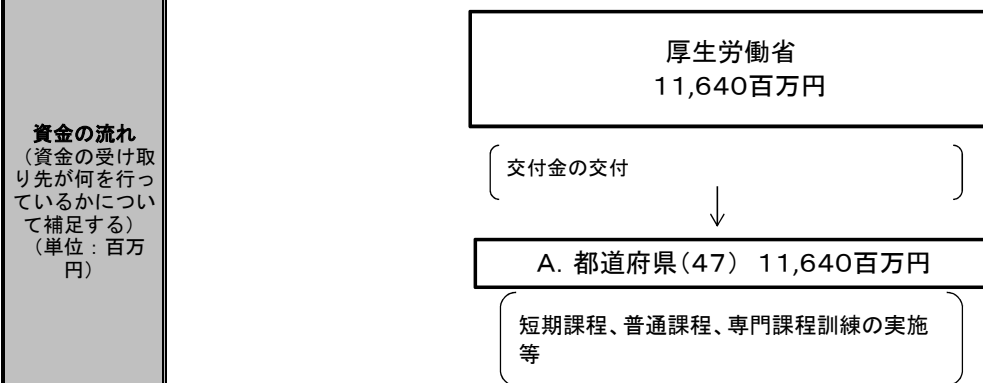 資金の流れ
（資金の受け取
り先が何を行っ
ているかについ
て補足する）
（単位：百万
円）
厚生労働省
11,640百万円
交付金の交付
A．都道府県（47）　11,640百万円
短期課程、普通課程、専門課程訓練の実施
等